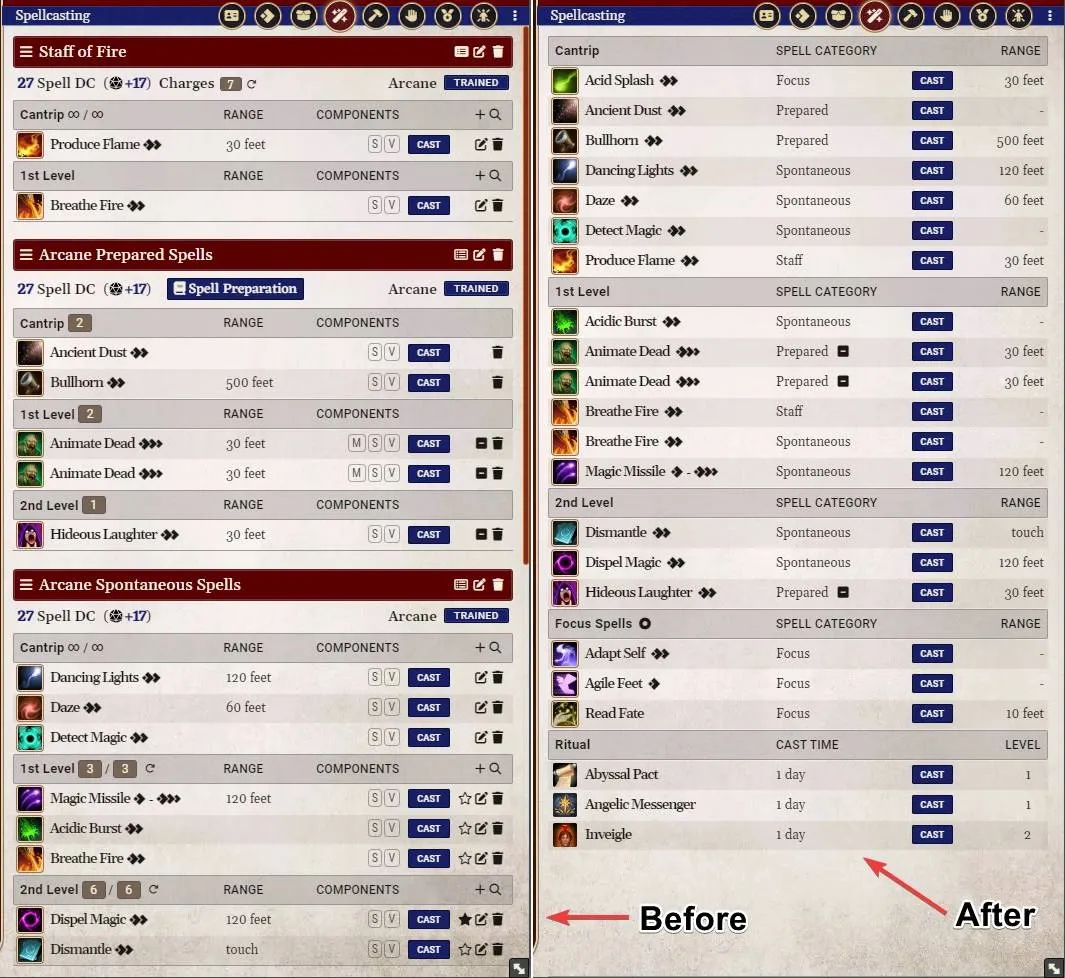 Spellcasting
Staff of Fire
27 Spell DC (+17) Charges 7 Arcane TRAINED
Cantrip ∞ / ∞ RANGE COMPONENTS
Produce Flame 30 feet S V CAST
1st Level RANGE COMPONENTS
Breathe Fire S V CAST
Arcane Prepared Spells
27 Spell DC (+17) Spell Preparation Arcane TRAINED
Cantrip 2 RANGE COMPONENTS
Ancient Dust S V CAST
Bullhorn 500 feet S V CAST
1st Level 2 RANGE COMPONENTS
Animate Dead 30 feet M S V CAST
Animate Dead 30 feet M S V CAST
2nd Level 1 RANGE COMPONENTS
Hideous Laughter 30 feet S V CAST
Arcane Spontaneous Spells
27 Spell DC (+17) Arcane TRAINED
Cantrip ∞ / ∞ RANGE COMPONENTS
Dancing Lights 120 feet S V CAST
Daze 60 feet S V CAST
Detect Magic S V CAST
1st Level 3 / 3 RANGE COMPONENTS
Magic Missile - 120 feet S V CAST
Acidic Burst S V CAST
Breathe Fire S V CAST
2nd Level 6 / 6 RANGE COMPONENTS
Dispel Magic 120 feet S V CAST
Dismantle touch S V CAST
Before
Spellcasting
Cantrip SPELL CATEGORY RANGE
Acid Splash Focus CAST 30 feet
Ancient Dust Prepared CAST -
Bullhorn Prepared CAST 500 feet
Dancing Lights Spontaneous CAST 120 feet
Daze Spontaneous CAST 60 feet
Detect Magic Spontaneous CAST -
Produce Flame Staff CAST 30 feet
1st Level SPELL CATEGORY RANGE
Acidic Burst Spontaneous CAST -
Animate Dead Prepared CAST 30 feet
Animate Dead Prepared CAST 30 feet
Breathe Fire Staff CAST -
Breathe Fire Spontaneous CAST -
Magic Missile - Spontaneous CAST 120 feet
2nd Level SPELL CATEGORY RANGE
Dismantle Spontaneous CAST touch
Dispel Magic Spontaneous CAST 120 feet
Hideous Laughter Prepared CAST 30 feet
Focus Spells SPELL CATEGORY RANGE
Adapt Self Focus CAST -
Agile Feet Focus CAST -
Read Fate Focus CAST 10 feet
Ritual CAST TIME LEVEL
Abyssal Pact 1 day CAST 1
Angelic Messenger 1 day CAST 1
Inveigle 1 day CAST 2
After